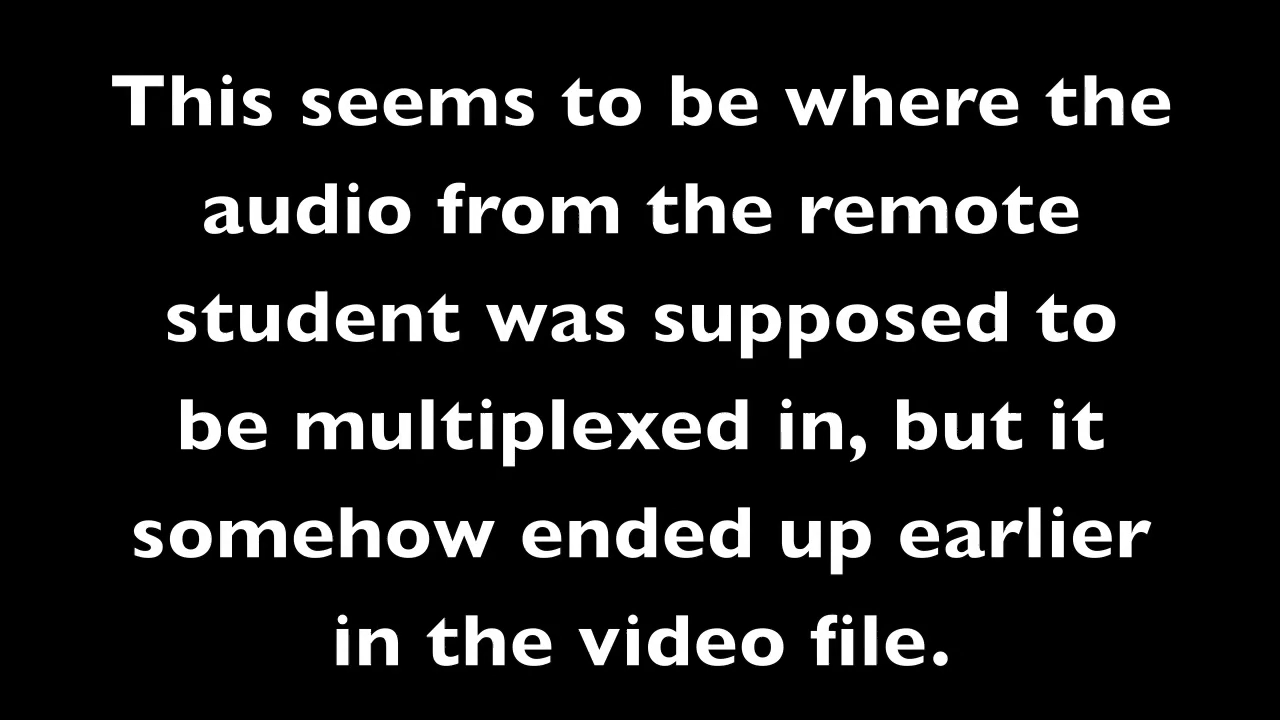 This seems to be where the
audio from the remote
student was supposed to
be multiplexed in, but it
somehow ended up earlier
in the video file.